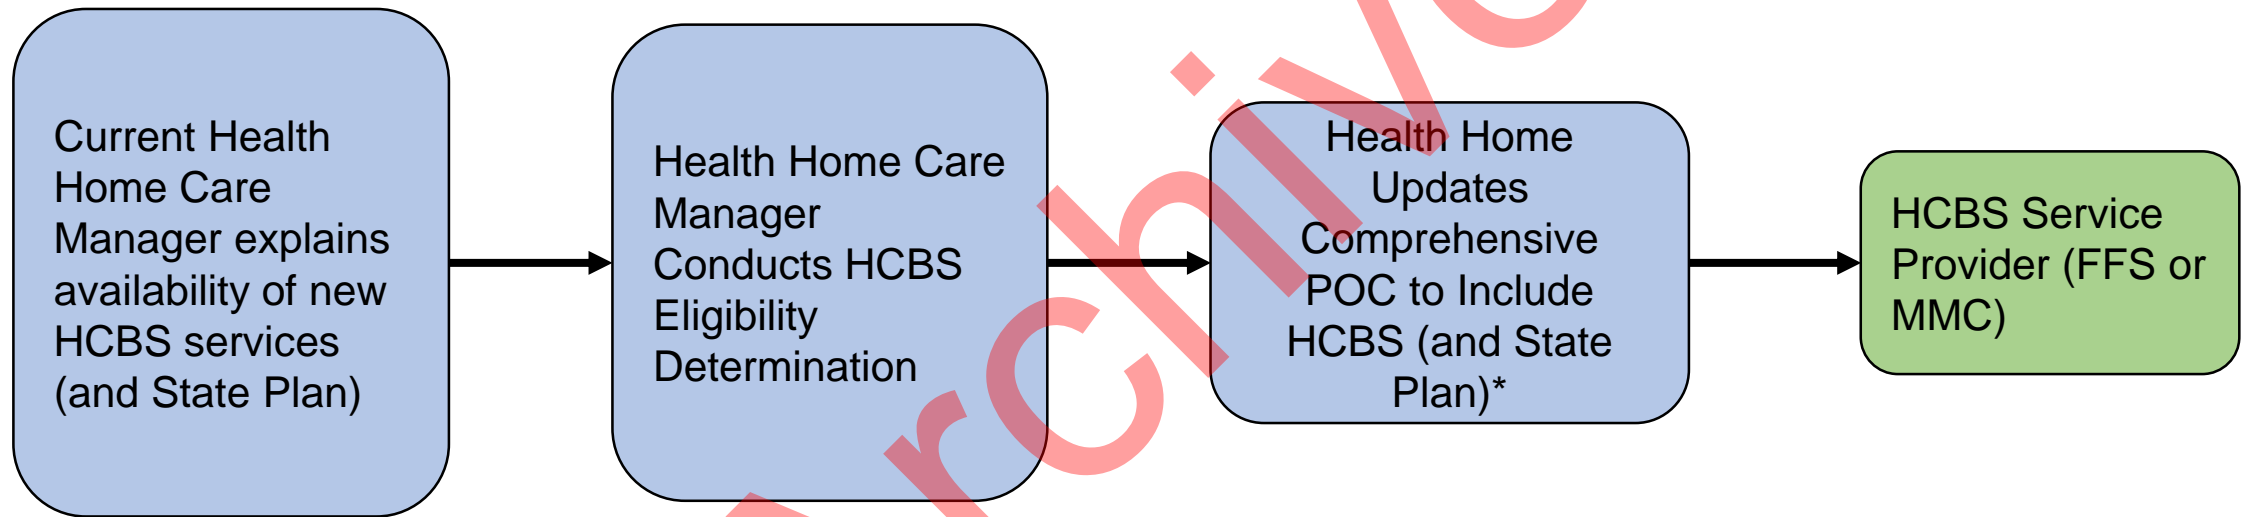 Current Health
Home Care
Manager explains
availability of new
HCBS services
(and State Plan)
Health Home Care
Manager
Conducts HCBS
Eligibility
Determination
Health Home
Updates
Comprehensive
POC to Include
HCBS (and State
Plan)*
HCBS Service
Provider (FFS or
MMC)